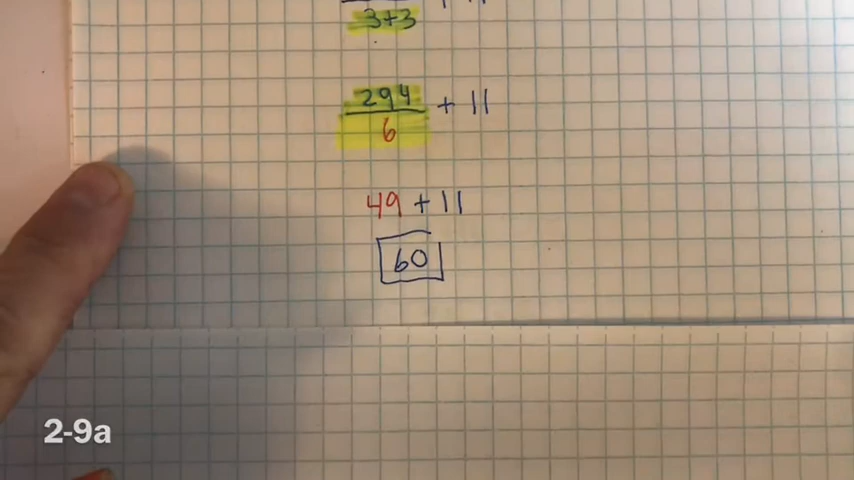 3+3
294
6
+ 11
49 + 11
60
2-9a